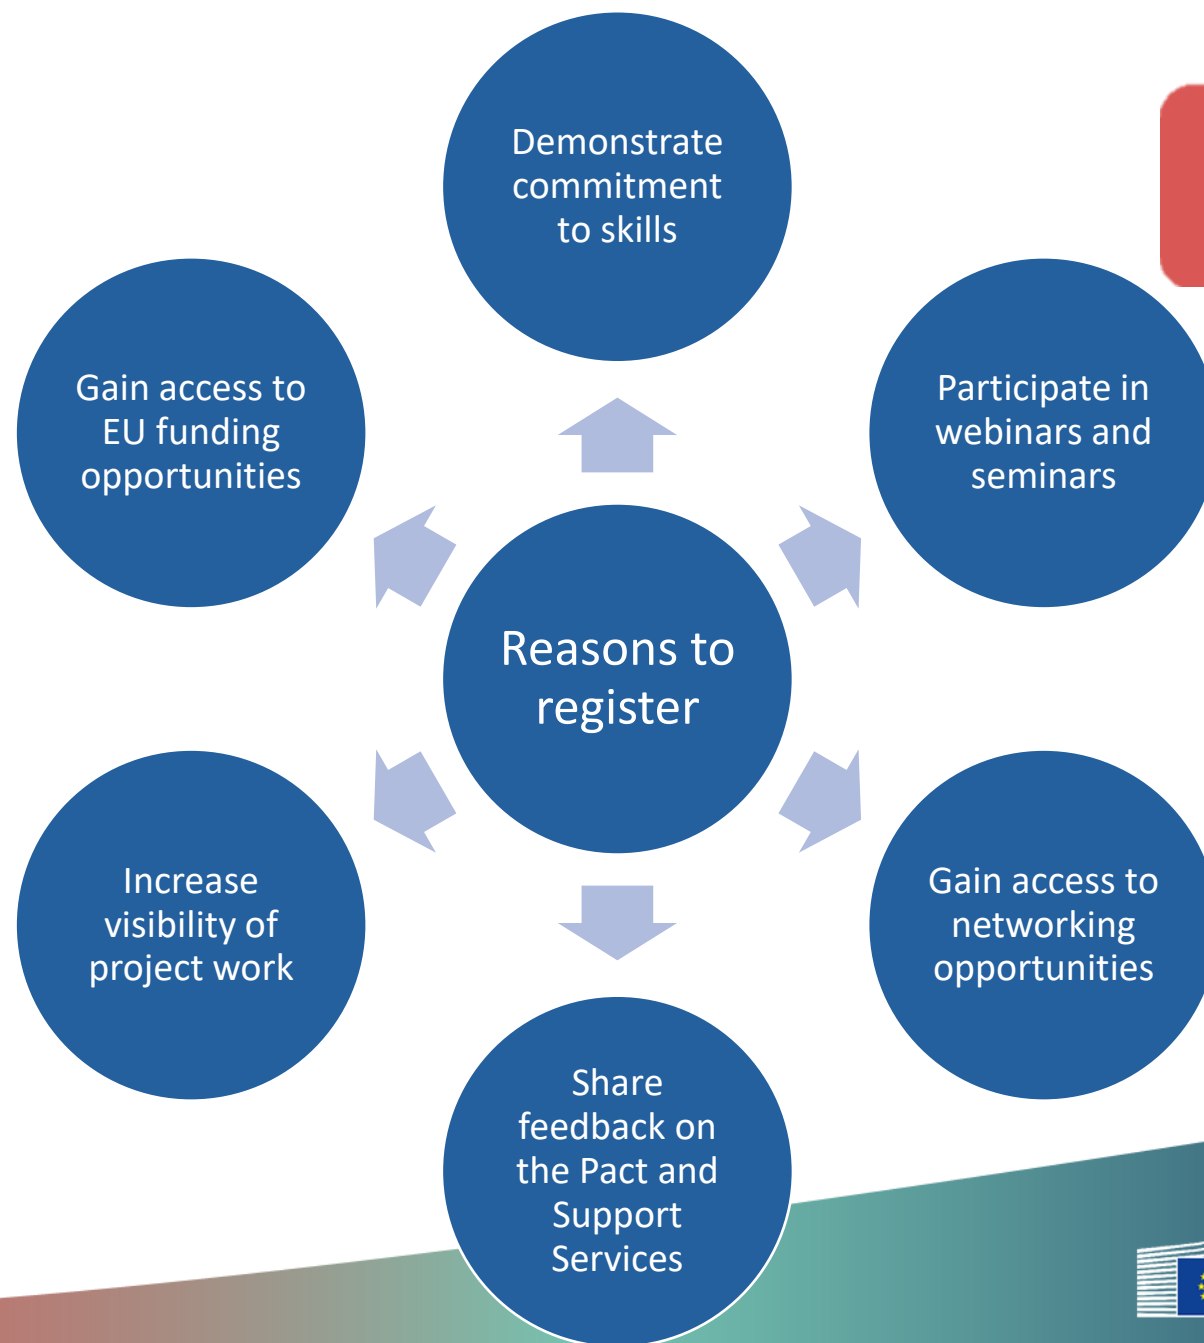 Demonstrate
commitment
to skills
Gain access to
EU funding
opportunities
Participate in
webinars and
seminars
Reasons to
register
Increase
visibility of
project work
Gain access to
networking
opportunities
Share
feedback on
the Pact and
Support
Services